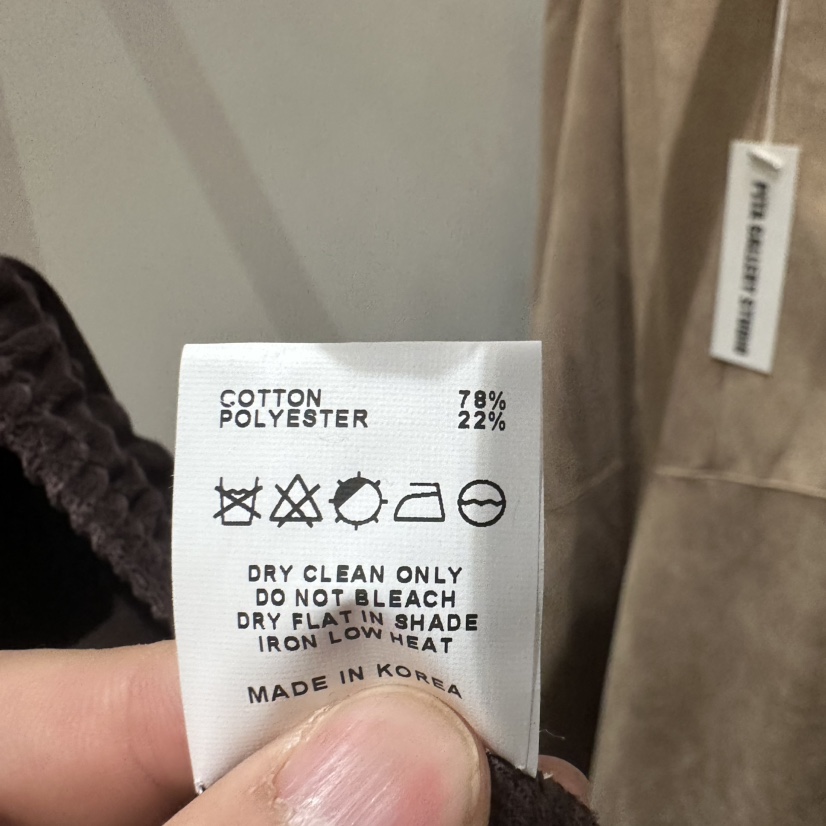 COTTON 78%
POLYESTER 22%
DRY CLEAN ONLY
DO NOT BLEACH
DRY FLAT IN SHADE
IRON LOW HEAT
MADE IN KOREA